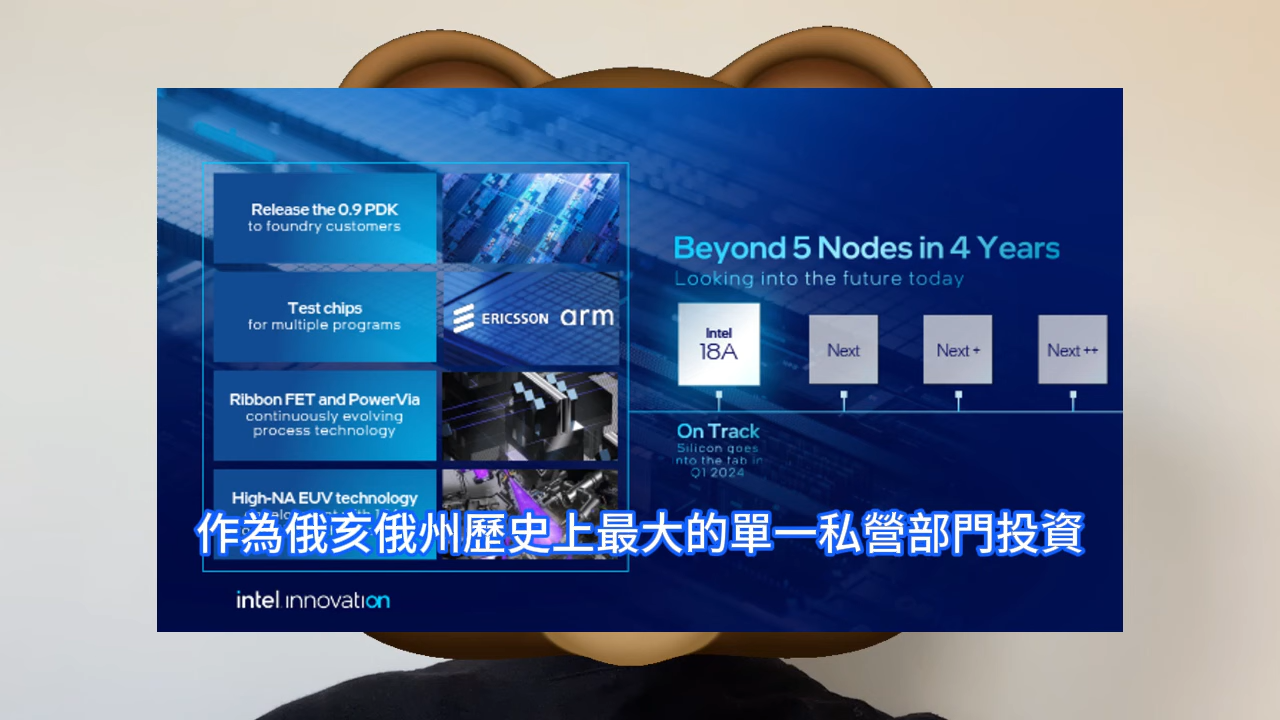 Release the 0.9 PDK
to foundry customers
Test chips
for multiple programs
ERICSSON arm
Ribbon FET and PowerVia
continuously evolving
process technology
High-NA EUV technology
Beyond 5 Nodes in 4 Years
Looking into the future today
Intel
18A
Next
Next +
Next ++
On Track
Silicon goes
into the fab in
Q1 2024
作為俄亥俄州歷史上最大的單一私營部門投資
intel innovation